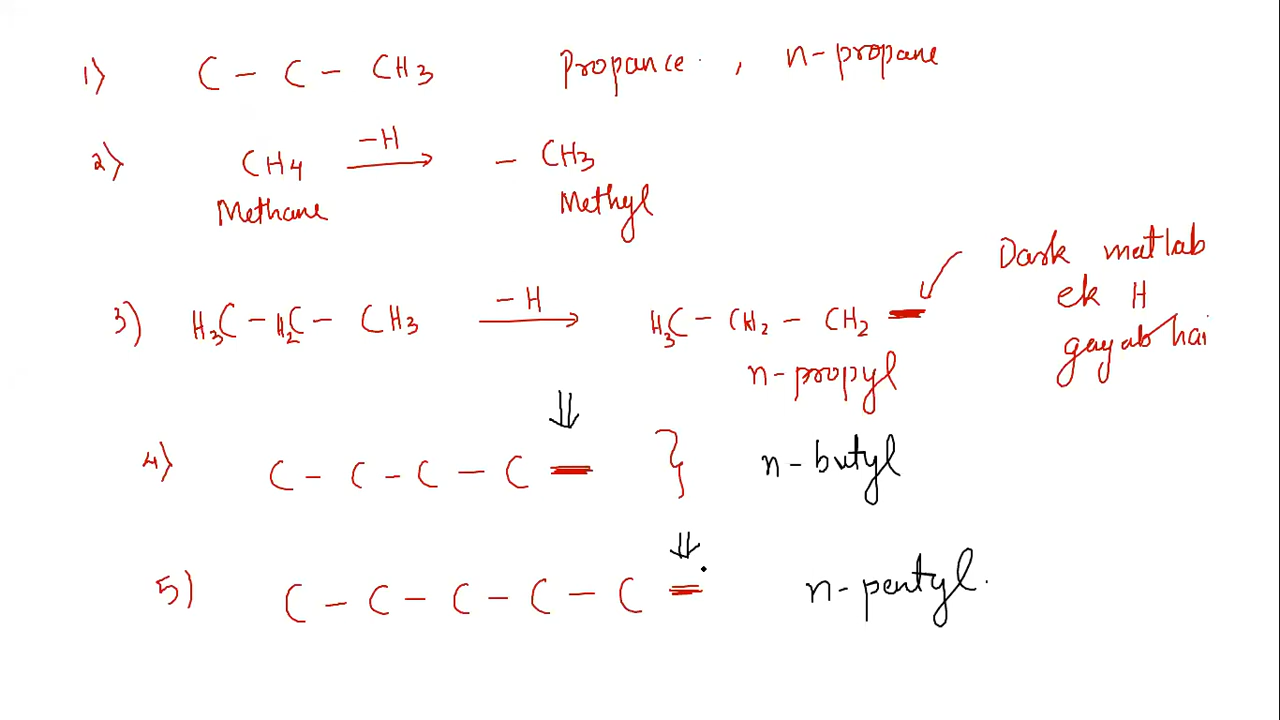 1) C - C - CH3 Propance , n-propane
2) CH4 -H → - CH3
Methane Methyl
3) H3C - H2C - CH3 -H → H3C - CH2 - CH2 -
n-propyl
Dark matlab
ek H
gayab hai
4) C - C - C - C - } n-butyl
5) C - C - C - C - C - n-pentyl.